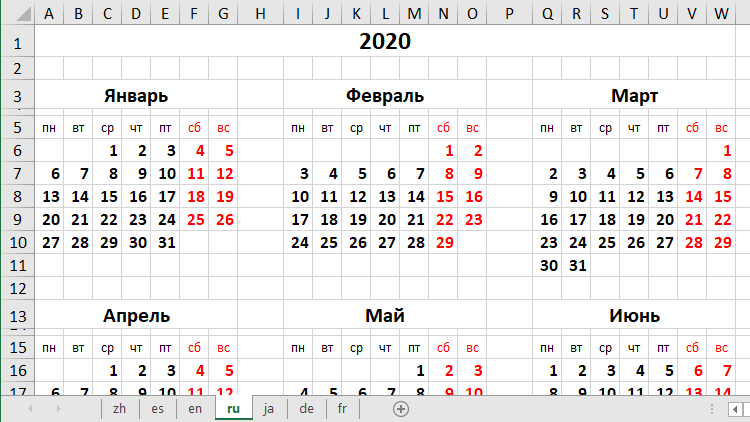 A B C D E F G H I J K L M N O P Q R S T U V W
1 2020
2
3 Январь Февраль Март
5 пн вт ср чт пт сб вс пн вт ср чт пт сб вс пн вт ср чт пт сб вс
6 1 2 3 4 5 1 2 1
7 6 7 8 9 10 11 12 3 4 5 6 7 8 9 2 3 4 5 6 7 8
8 13 14 15 16 17 18 19 10 11 12 13 14 15 16 9 10 11 12 13 14 15
9 20 21 22 23 24 25 26 17 18 19 20 21 22 23 16 17 18 19 20 21 22
10 27 28 29 30 31 24 25 26 27 28 29 23 24 25 26 27 28 29
11 30 31
12
13 Апрель Май Июнь
15 пн вт ср чт пт сб вс пн вт ср чт пт сб вс пн вт ср чт пт сб вс
16 1 2 3 4 5 1 2 3 1 2 3 4 5 6 7
17 6 7 8 9 10 11 12 4 5 6 7 8 9 10 8 9 10 11 12 13 14
zh es en ru ja de fr